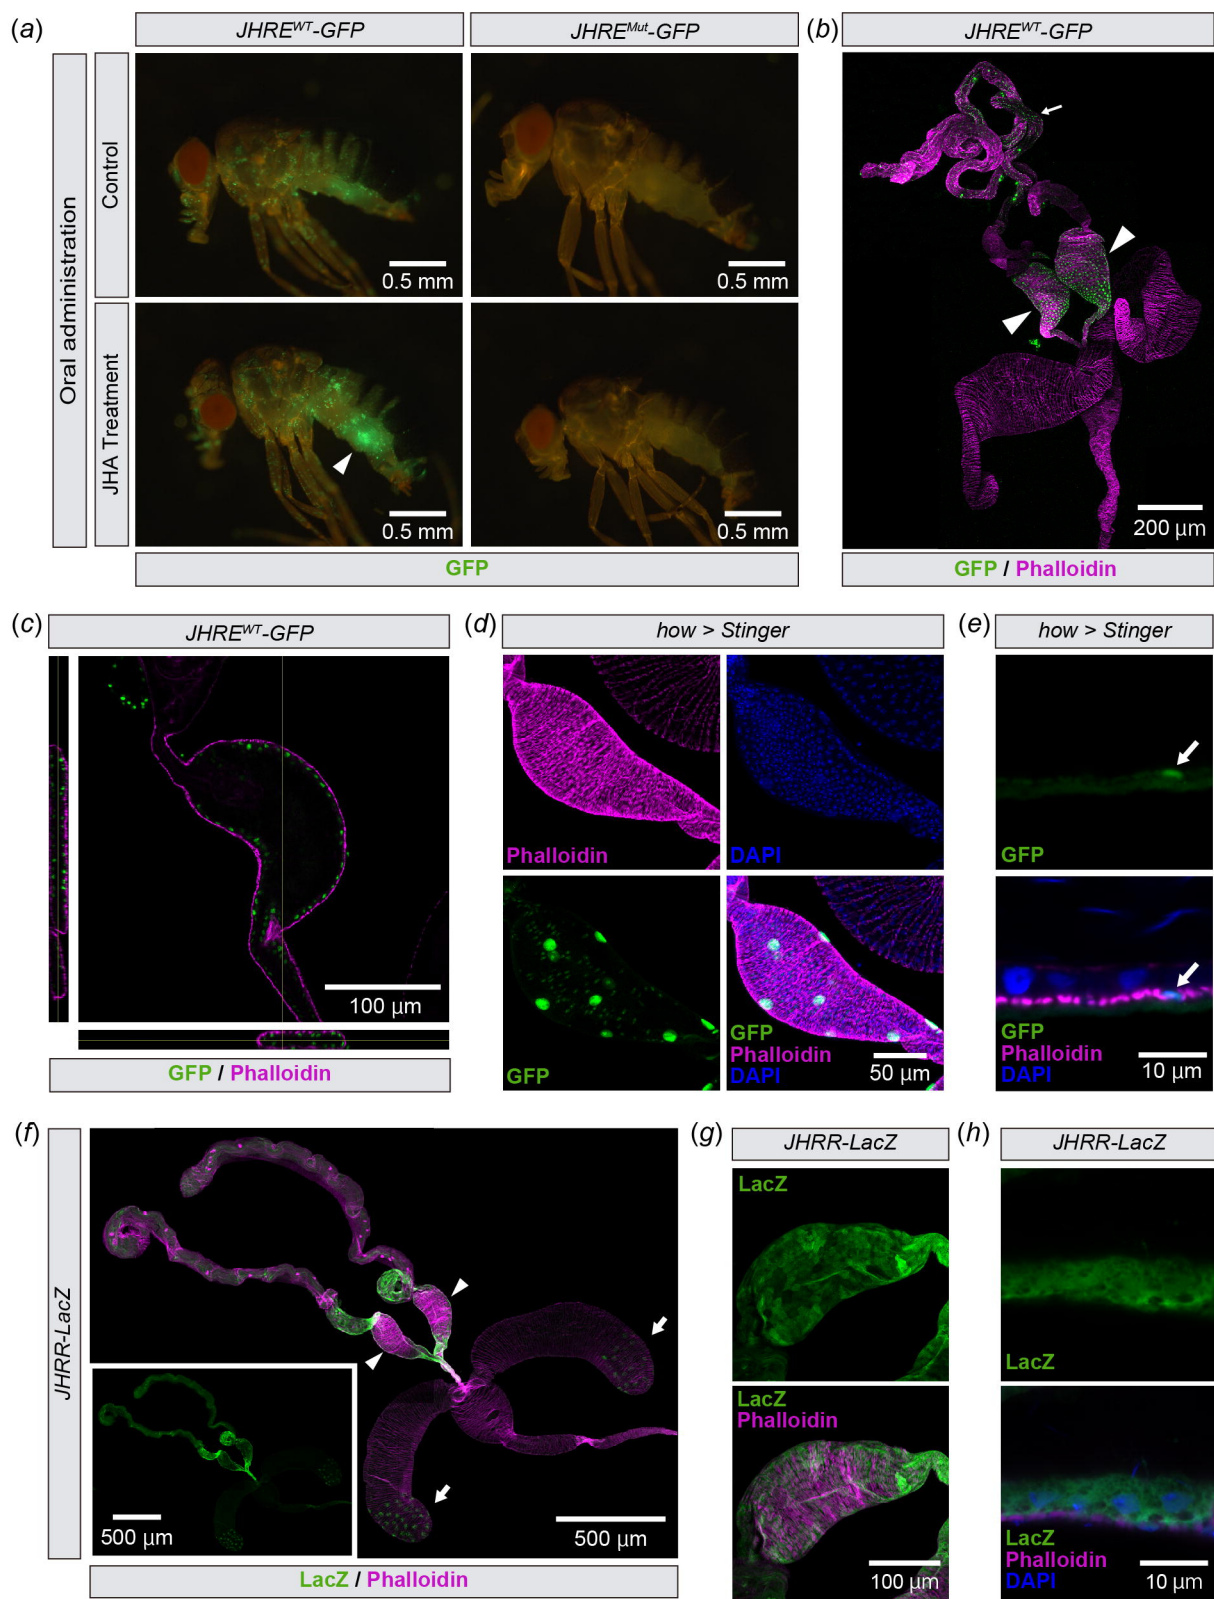 (a)
JHRE^WT-GFP
JHRE^Mut-GFP
Oral administration
Control
0.5 mm
0.5 mm
JHA Treatment
0.5 mm
0.5 mm
GFP
(b)
JHRE^WT-GFP
200 µm
GFP / Phalloidin
(c)
JHRE^WT-GFP
100 µm
GFP / Phalloidin
(d)
how > Stinger
Phalloidin
DAPI
GFP
GFP
Phalloidin
DAPI
50 µm
(e)
how > Stinger
GFP
GFP
Phalloidin
DAPI
10 µm
(f)
JHRR-LacZ
500 µm
500 µm
LacZ / Phalloidin
(g)
JHRR-LacZ
LacZ
LacZ
Phalloidin
100 µm
(h)
JHRR-LacZ
LacZ
LacZ
Phalloidin
DAPI
10 µm